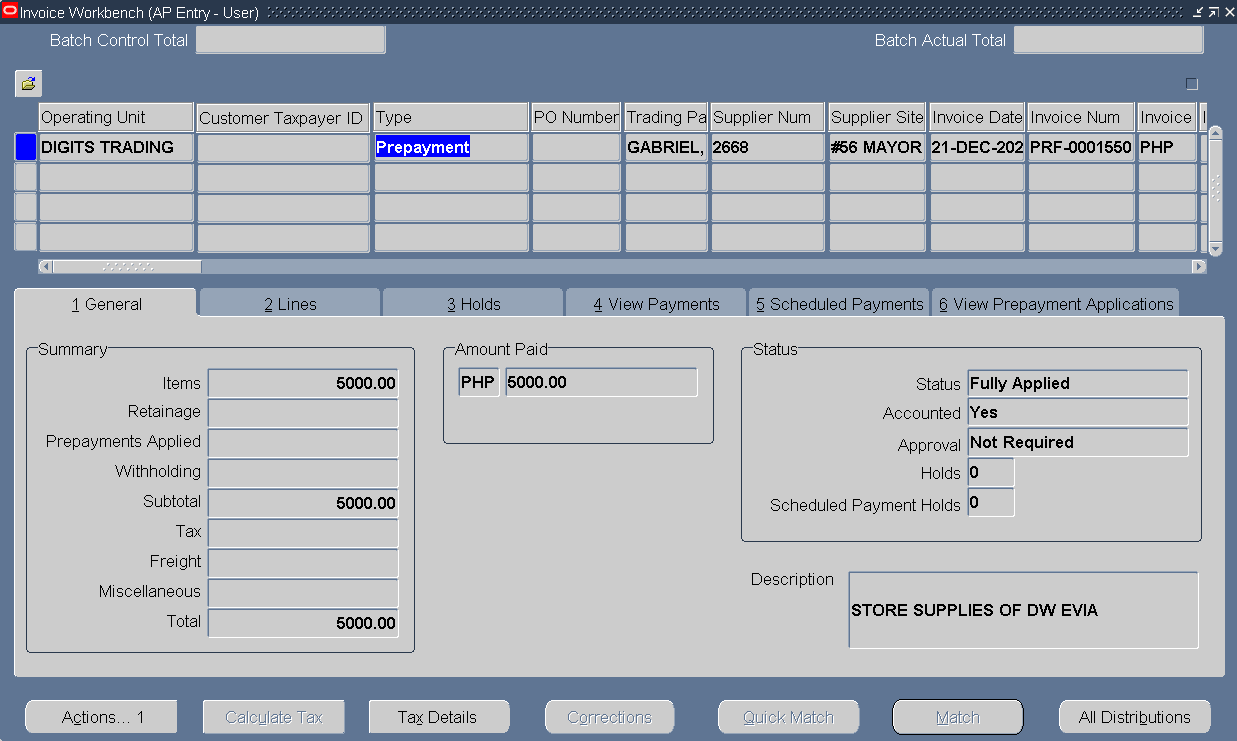 Invoice Workbench (AP Entry - User)
Batch Control Total Batch Actual Total
Operating Unit Customer Taxpayer ID Type PO Number Trading Pa Supplier Num Supplier Site Invoice Date Invoice Num Invoice
DIGITS TRADING Prepayment GABRIEL, 2668 #56 MAYOR 21-DEC-202 PRF-0001550 PHP
1 General 2 Lines 3 Holds 4 View Payments 5 Scheduled Payments 6 View Prepayment Applications
Summary
Items 5000.00
Retainage
Prepayments Applied
Withholding
Subtotal 5000.00
Tax
Freight
Miscellaneous
Total 5000.00
Amount Paid
PHP 5000.00
Status
Status Fully Applied
Accounted Yes
Approval Not Required
Holds 0
Scheduled Payment Holds 0
Description STORE SUPPLIES OF DW EVIA
Actions... 1 Calculate Tax Tax Details Corrections Quick Match Match All Distributions